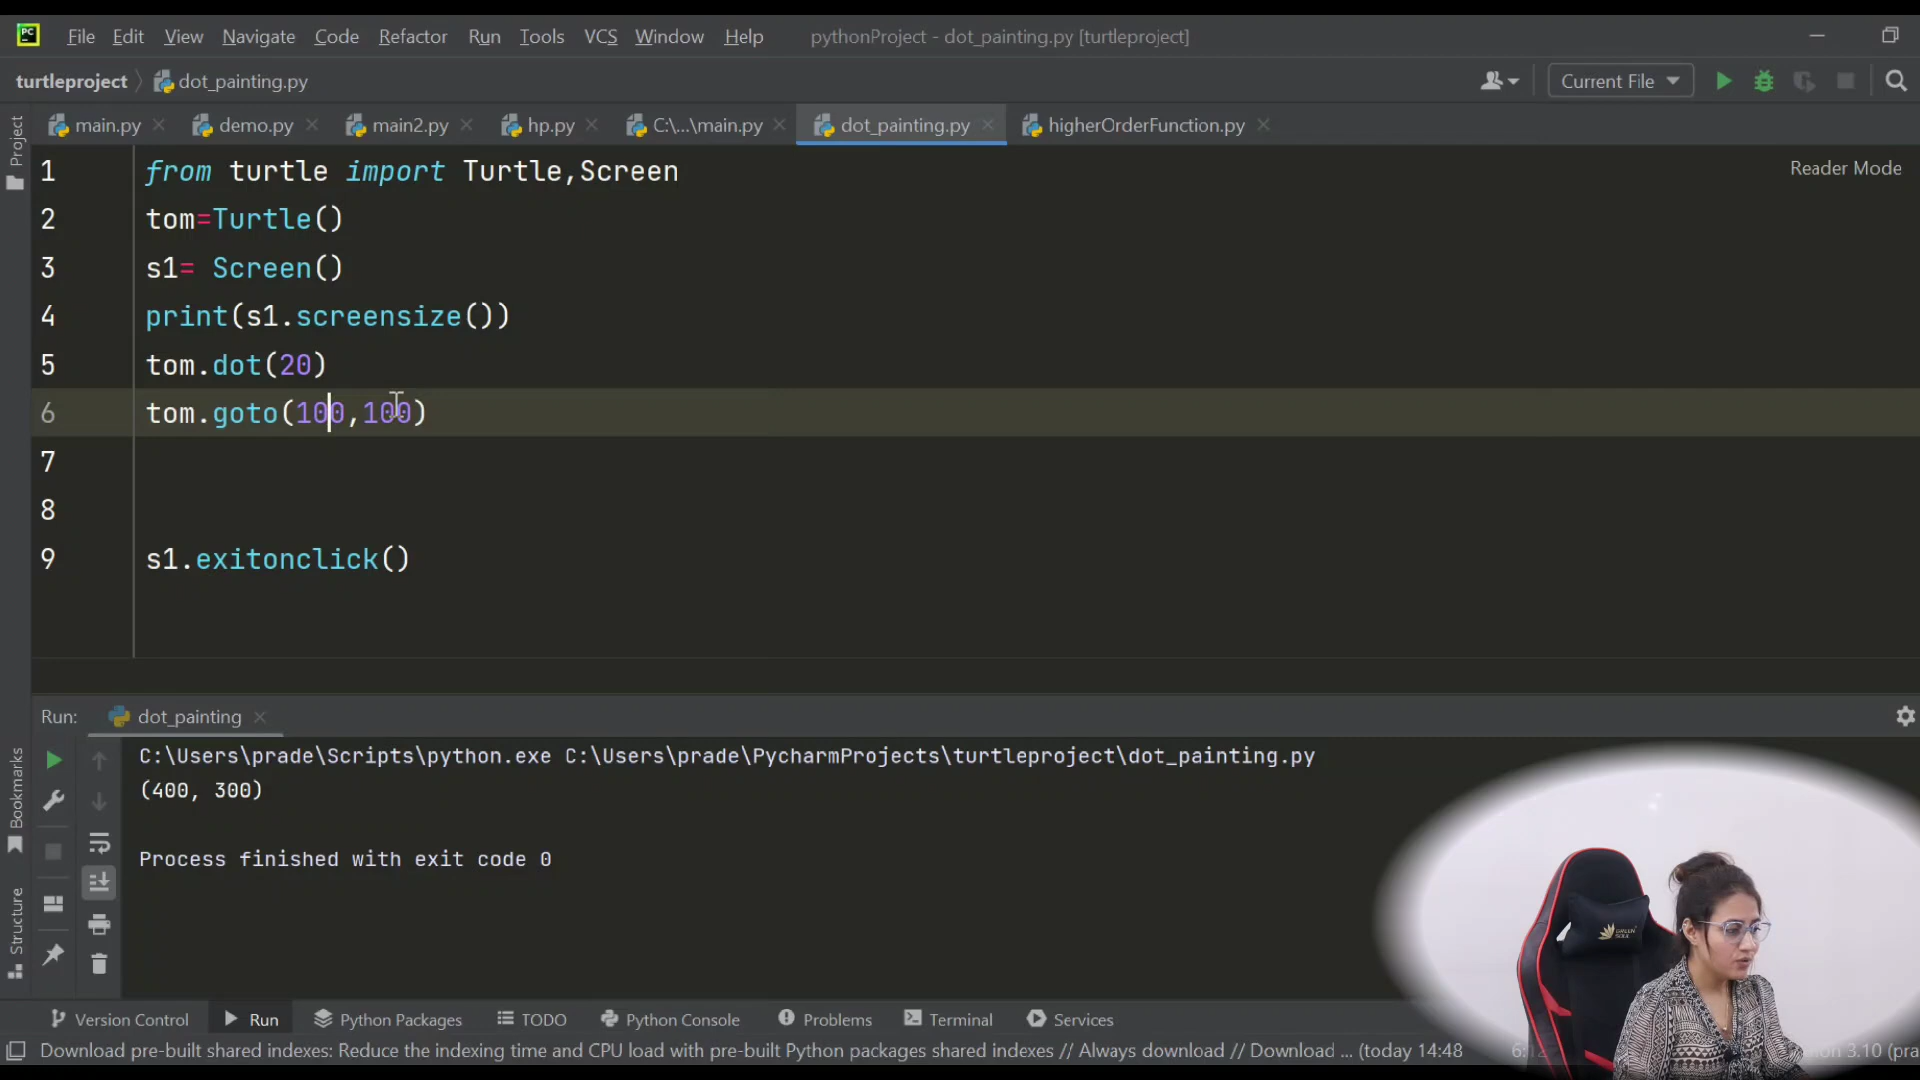 PC
File Edit View Navigate Code Refactor Run Tools VCS Window Help pythonProject - dot_painting.py [turtleproject]
turtleproject dot_painting.py Current File
Project main.py demo.py main2.py hp.py C:\...\main.py dot_painting.py higherOrderFunction.py
1 from turtle import Turtle,Screen Reader Mode
2 tom=Turtle()
3 s1= Screen()
4 print(s1.screensize())
5 tom.dot(20)
6 tom.goto(100,100)
7
8
9 s1.exitonclick()
Run: dot_painting
C:\Users\prade\Scripts\python.exe C:\Users\prade\PycharmProjects\turtleproject\dot_painting.py
(400, 300)
Process finished with exit code 0
Bookmarks
Structure
Version Control Run Python Packages TODO Python Console Problems Terminal Services
Download pre-built shared indexes: Reduce the indexing time and CPU load with pre-built Python packages shared indexes // Always download // Download ... (today 14:48